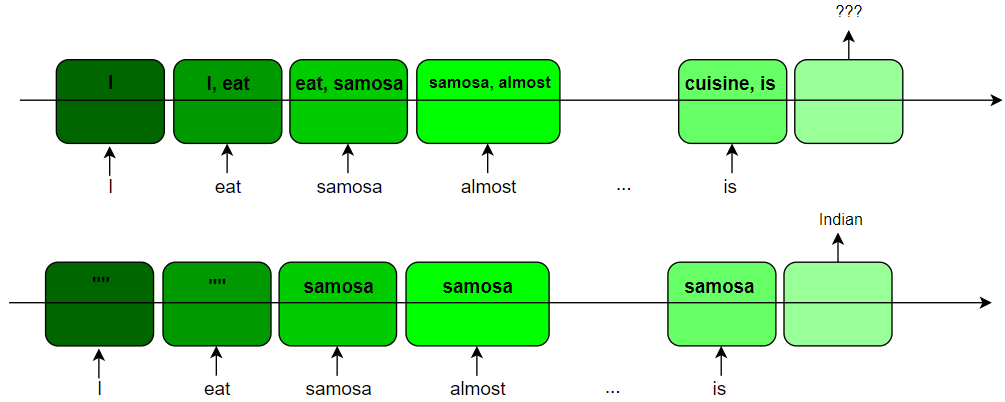 ???
I
I, eat
eat, samosa
samosa, almost
cuisine, is
I
eat
samosa
almost
...
is
Indian
""
""
samosa
samosa
samosa
I
eat
samosa
almost
...
is